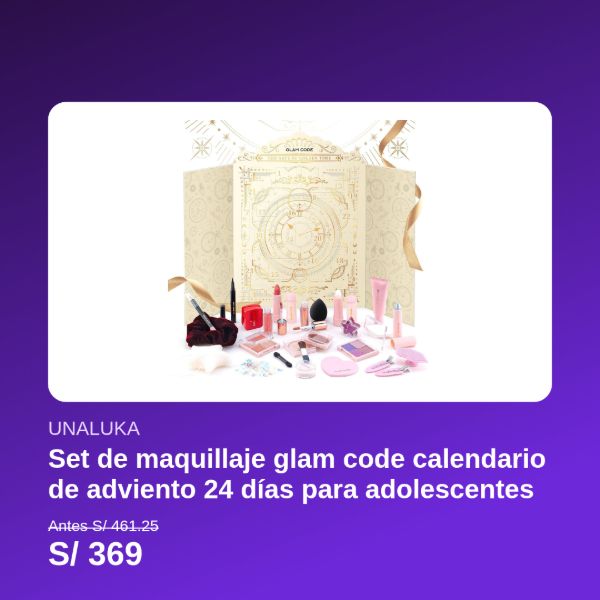 GLAM CODE
UNALUKA
Set de maquillaje glam code calendario
de adviento 24 días para adolescentes
Antes S/ 461.25
S/ 369